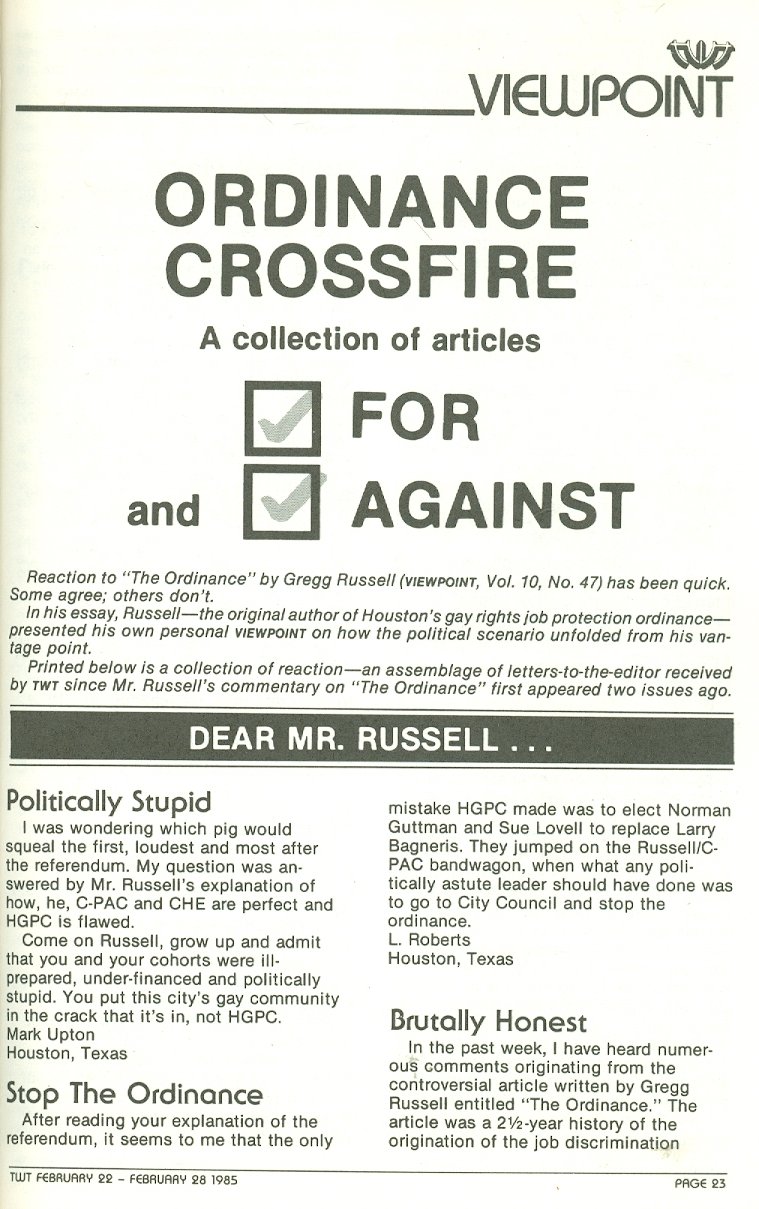 VIEWPOINT
ORDINANCE
CROSSFIRE
A collection of articles
FOR
and AGAINST
Reaction to “The Ordinance” by Gregg Russell (VIEWPOINT, Vol. 10, No. 47) has been quick.
Some agree; others don’t.
In his essay, Russell—the original author of Houston’s gay rights job protection ordinance—
presented his own personal VIEWPOINT on how the political scenario unfolded from his van-
tage point.
Printed below is a collection of reaction—an assemblage of letters-to-the-editor received
by TWT since Mr. Russell’s commentary on “The Ordinance” first appeared two issues ago.
DEAR MR. RUSSELL . . .
Politically Stupid
I was wondering which pig would
squeal the first, loudest and most after
the referendum. My question was an-
swered by Mr. Russell’s explanation of
how, he, C-PAC and CHE are perfect and
HGPC is flawed.
Come on Russell, grow up and admit
that you and your cohorts were ill-
prepared, under-financed and politically
stupid. You put this city’s gay community
in the crack that it’s in, not HGPC.
Mark Upton
Houston, Texas
Stop The Ordinance
After reading your explanation of the
referendum, it seems to me that the only
mistake HGPC made was to elect Norman
Guttman and Sue Lovell to replace Larry
Bagneris. They jumped on the Russell/C-
PAC bandwagon, when what any poli-
tically astute leader should have done was
to go to City Council and stop the
ordinance.
L. Roberts
Houston, Texas
Brutally Honest
In the past week, I have heard numer-
ous comments originating from the
controversial article written by Gregg
Russell entitled “The Ordinance.” The
article was a 2½-year history of the
origination of the job discrimination
TWT FEBRUARY 22 – FEBRUARY 28 1985
PAGE 23